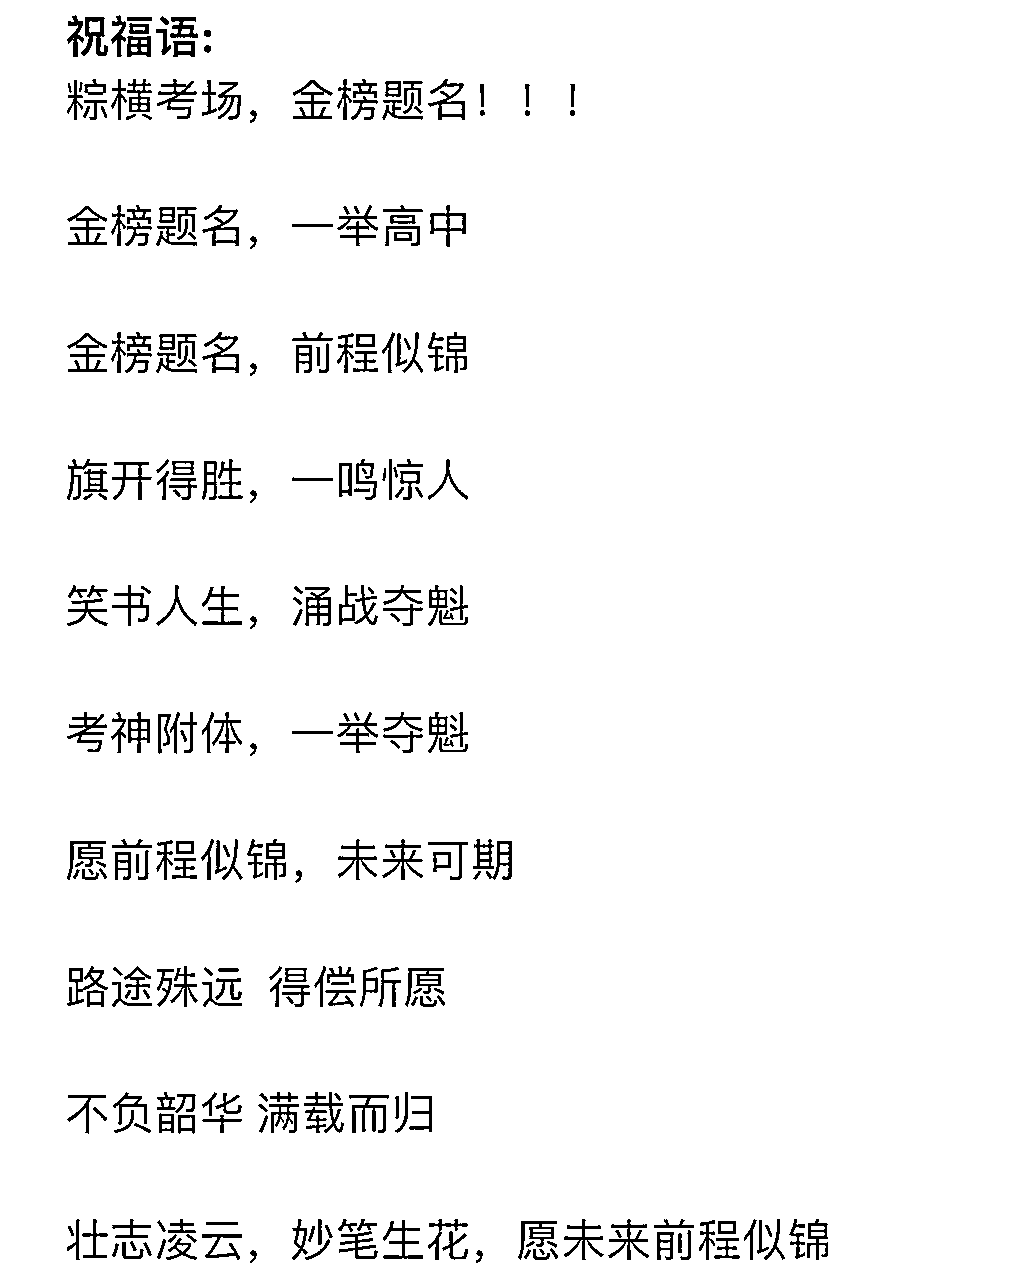 祝福语:
粽横考场，金榜题名！！！
金榜题名，一举高中
金榜题名，前程似锦
旗开得胜，一鸣惊人
笑书人生，涌战夺魁
考神附体，一举夺魁
愿前程似锦，未来可期
路途殊远  得偿所愿
不负韶华 满载而归
壮志凌云，妙笔生花，愿未来前程似锦